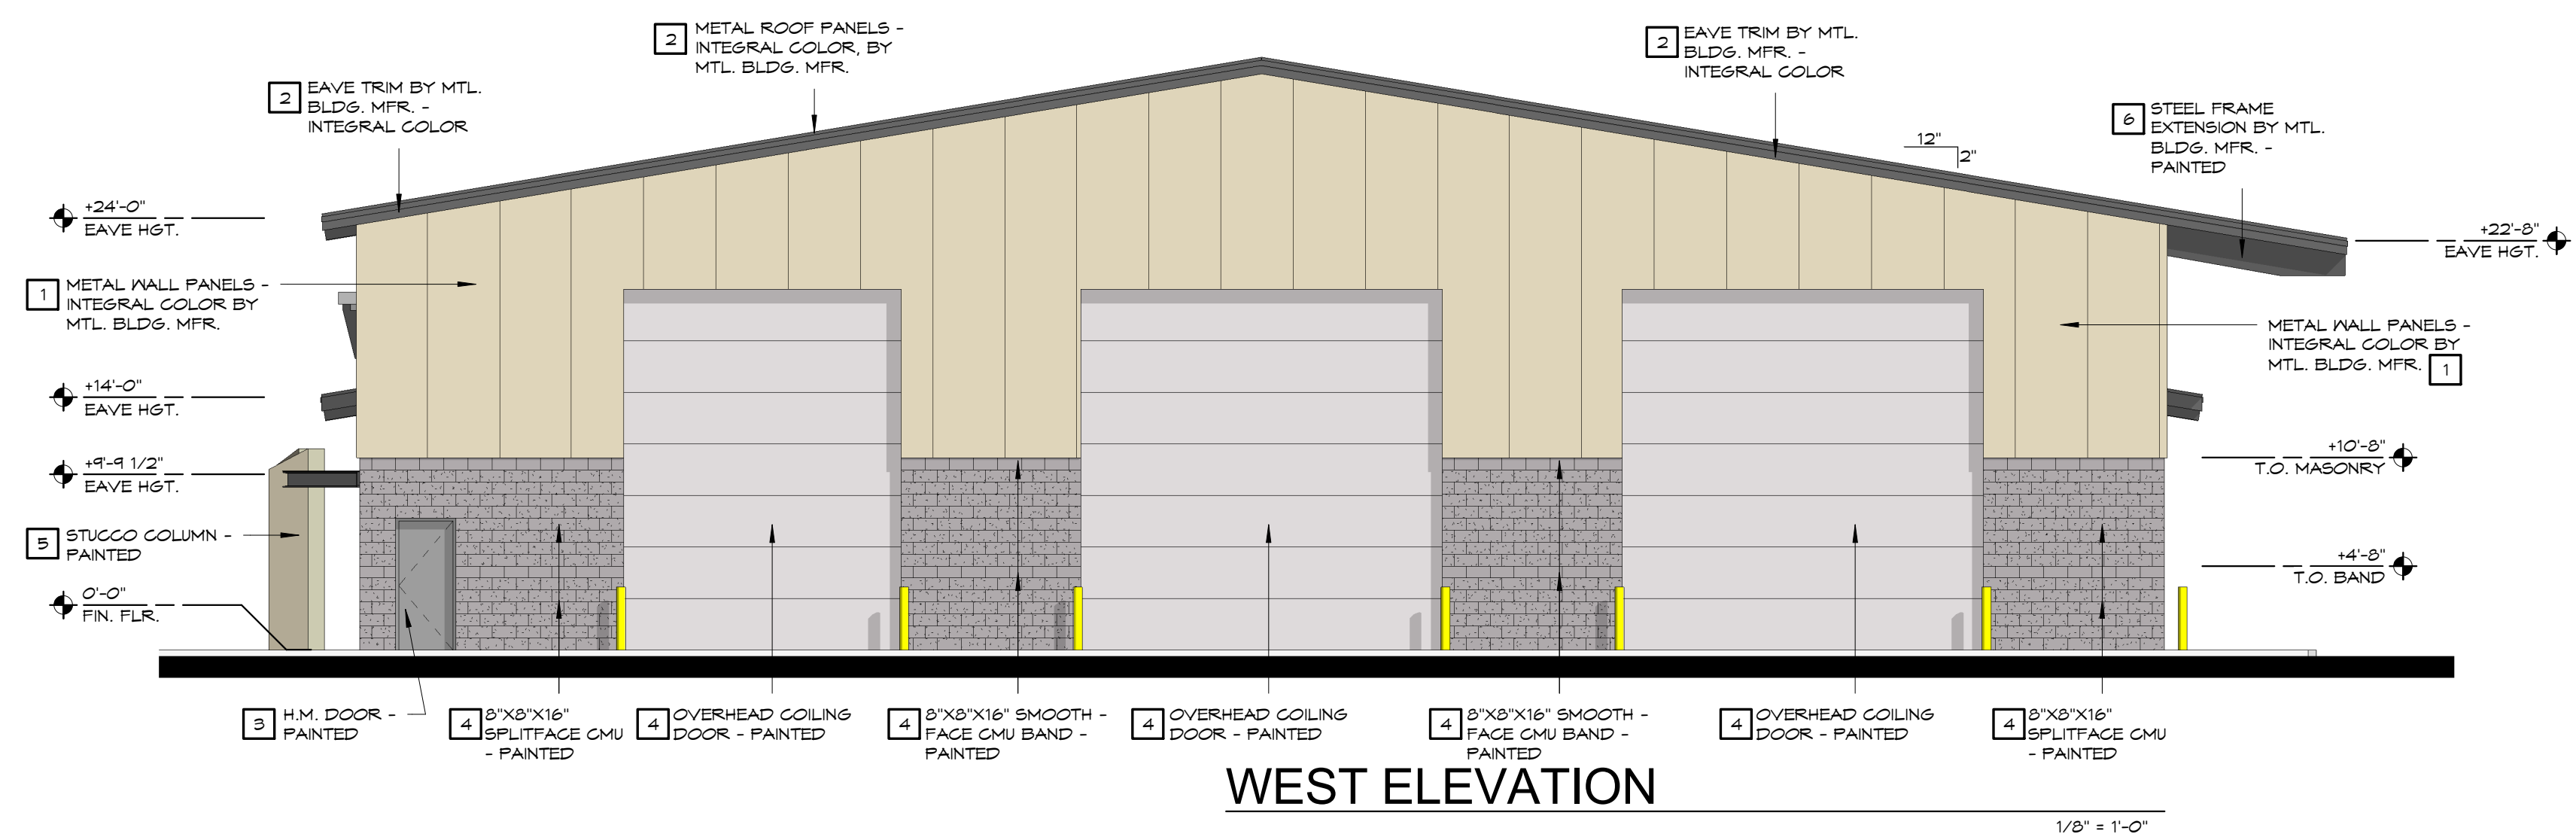 2
METAL ROOF PANELS -
INTEGRAL COLOR, BY
MTL. BLDG. MFR.
2
EAVE TRIM BY MTL.
BLDG. MFR. -
INTEGRAL COLOR
2
EAVE TRIM BY MTL.
BLDG. MFR. -
INTEGRAL COLOR
6
STEEL FRAME
EXTENSION BY MTL.
BLDG. MFR. -
PAINTED
12"
2"
+24'-0"
EAVE HGT.
+22'-8"
EAVE HGT.
1
METAL WALL PANELS -
INTEGRAL COLOR BY
MTL. BLDG. MFR.
METAL WALL PANELS -
INTEGRAL COLOR BY
MTL. BLDG. MFR.
1
+14'-0"
EAVE HGT.
+9'-9 1/2"
EAVE HGT.
+10'-8"
T.O. MASONRY
5
STUCCO COLUMN -
PAINTED
+4'-8"
T.O. BAND
0'-0"
FIN. FLR.
3
H.M. DOOR -
PAINTED
4
8"X8"X16"
SPLITFACE CMU
- PAINTED
4
OVERHEAD COILING
DOOR - PAINTED
4
8"X8"X16" SMOOTH -
FACE CMU BAND -
PAINTED
4
OVERHEAD COILING
DOOR - PAINTED
4
8"X8"X16" SMOOTH -
FACE CMU BAND -
PAINTED
4
OVERHEAD COILING
DOOR - PAINTED
4
8"X8"X16"
SPLITFACE CMU
- PAINTED
WEST ELEVATION
1/8" = 1'-0"